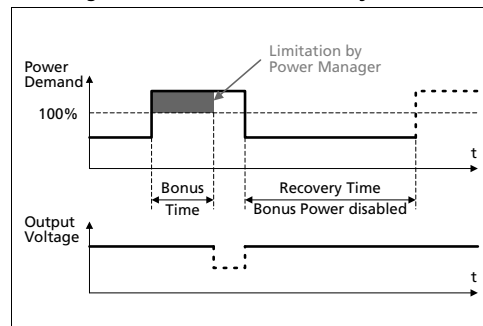 Limitation by
Power Manager
Power
Demand
100%
t
Bonus
Time
Recovery Time
Bonus Power disabled
Output
Voltage
t